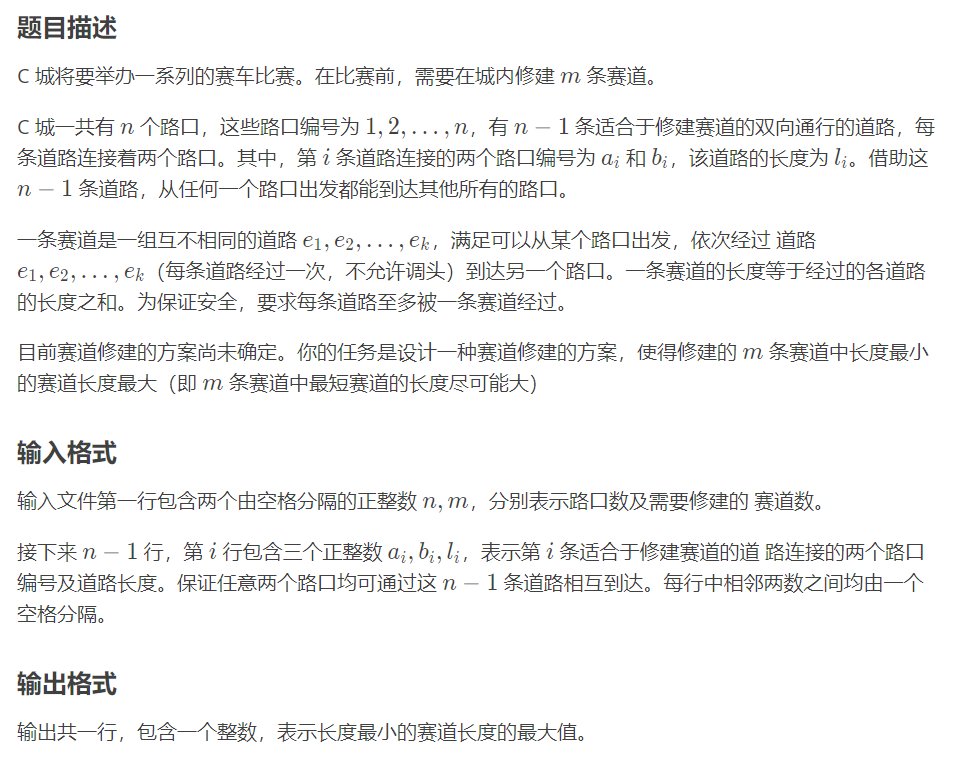 题目描述
C 城将要举办一系列的赛车比赛。在比赛前，需要在城内修建 m 条赛道。
C 城一共有 n 个路口，这些路口编号为 1, 2, …, n，有 n − 1 条适合于修建赛道的双向通行的道路，每
条道路连接着两个路口。其中，第 i 条道路连接的两个路口编号为 a_i 和 b_i，该道路的长度为 l_i。借助这
n − 1 条道路，从任何一个路口出发都能到达其他所有的路口。
一条赛道是一组互不相同的道路 e_1, e_2, …, e_k，满足可以从某个路口出发，依次经过 道路
e_1, e_2, …, e_k（每条道路经过一次，不允许调头）到达另一个路口。一条赛道的长度等于经过的各道路
的长度之和。为保证安全，要求每条道路至多被一条赛道经过。
目前赛道修建的方案尚未确定。你的任务是设计一种赛道修建的方案，使得修建的 m 条赛道中长度最小
的赛道长度最大（即 m 条赛道中最短赛道的长度尽可能大）
输入格式
输入文件第一行包含两个由空格分隔的正整数 n, m，分别表示路口数及需要修建的 赛道数。
接下来 n − 1 行，第 i 行包含三个正整数 a_i, b_i, l_i，表示第 i 条适合于修建赛道的道 路连接的两个路口
编号及道路长度。保证任意两个路口均可通过这 n − 1 条道路相互到达。每行中相邻两数之间均由一个
空格分隔。
输出格式
输出共一行，包含一个整数，表示长度最小的赛道长度的最大值。